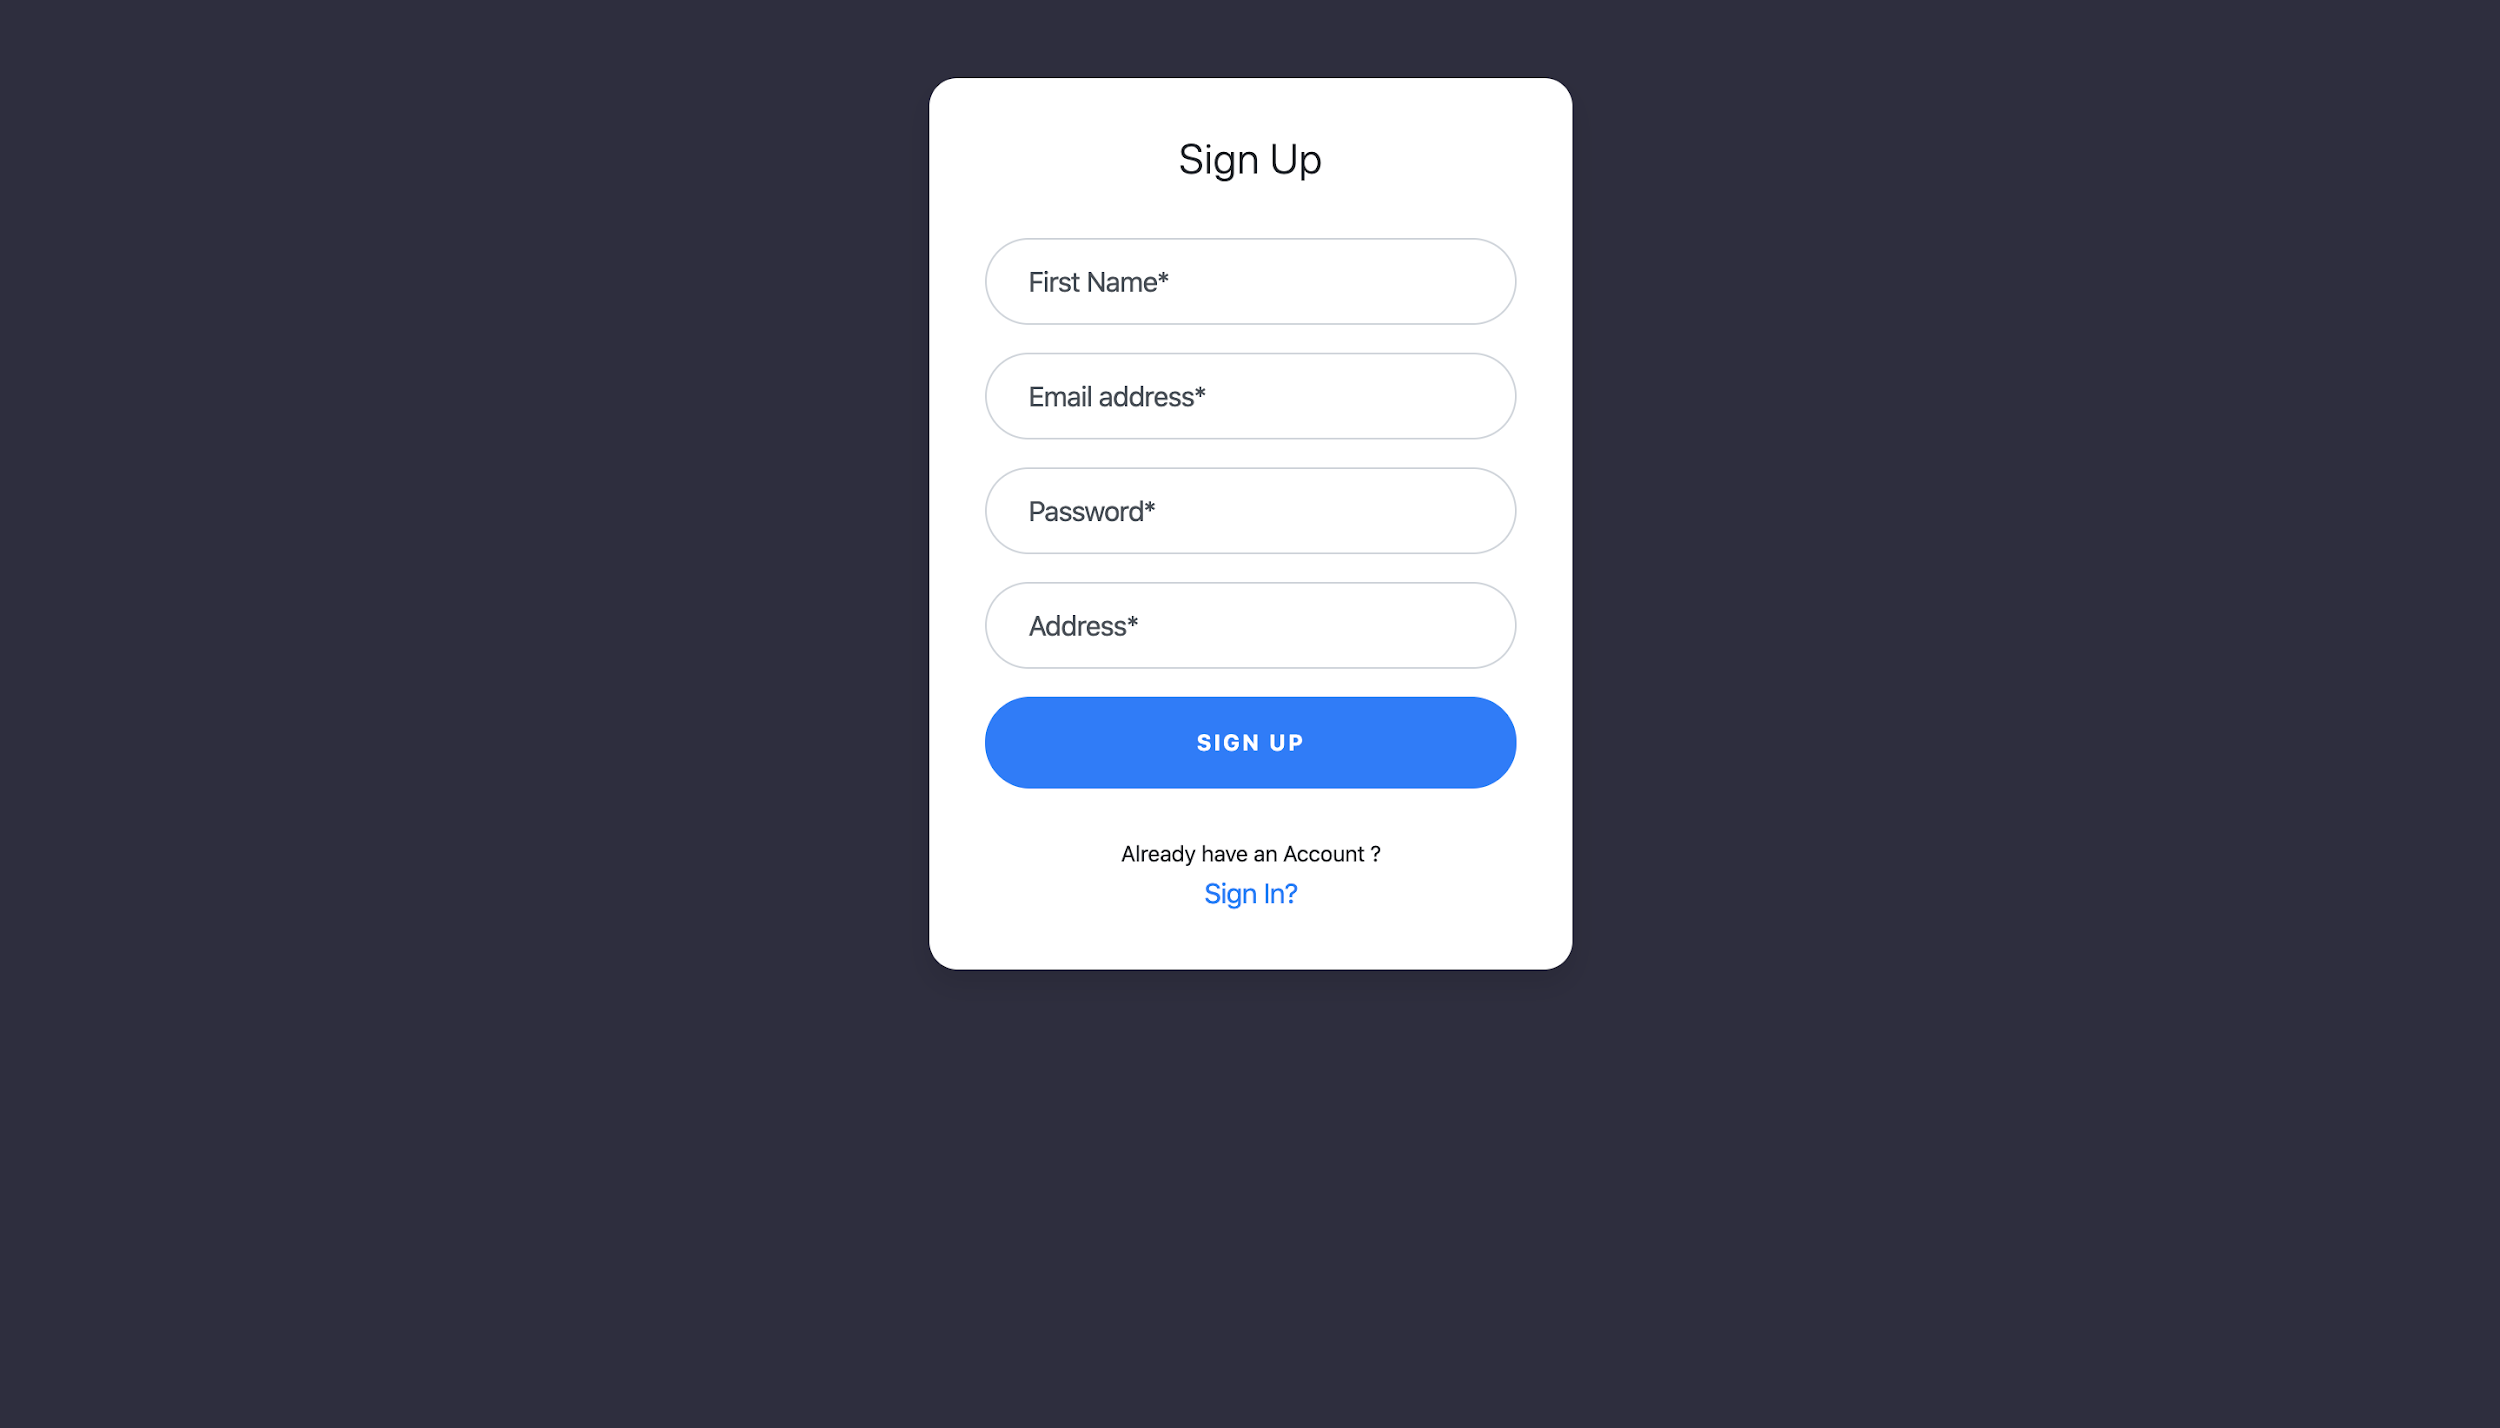 Sign Up
First Name*
Email address*
Password*
Address*
SIGN UP
Already have an Account ?
Sign In?